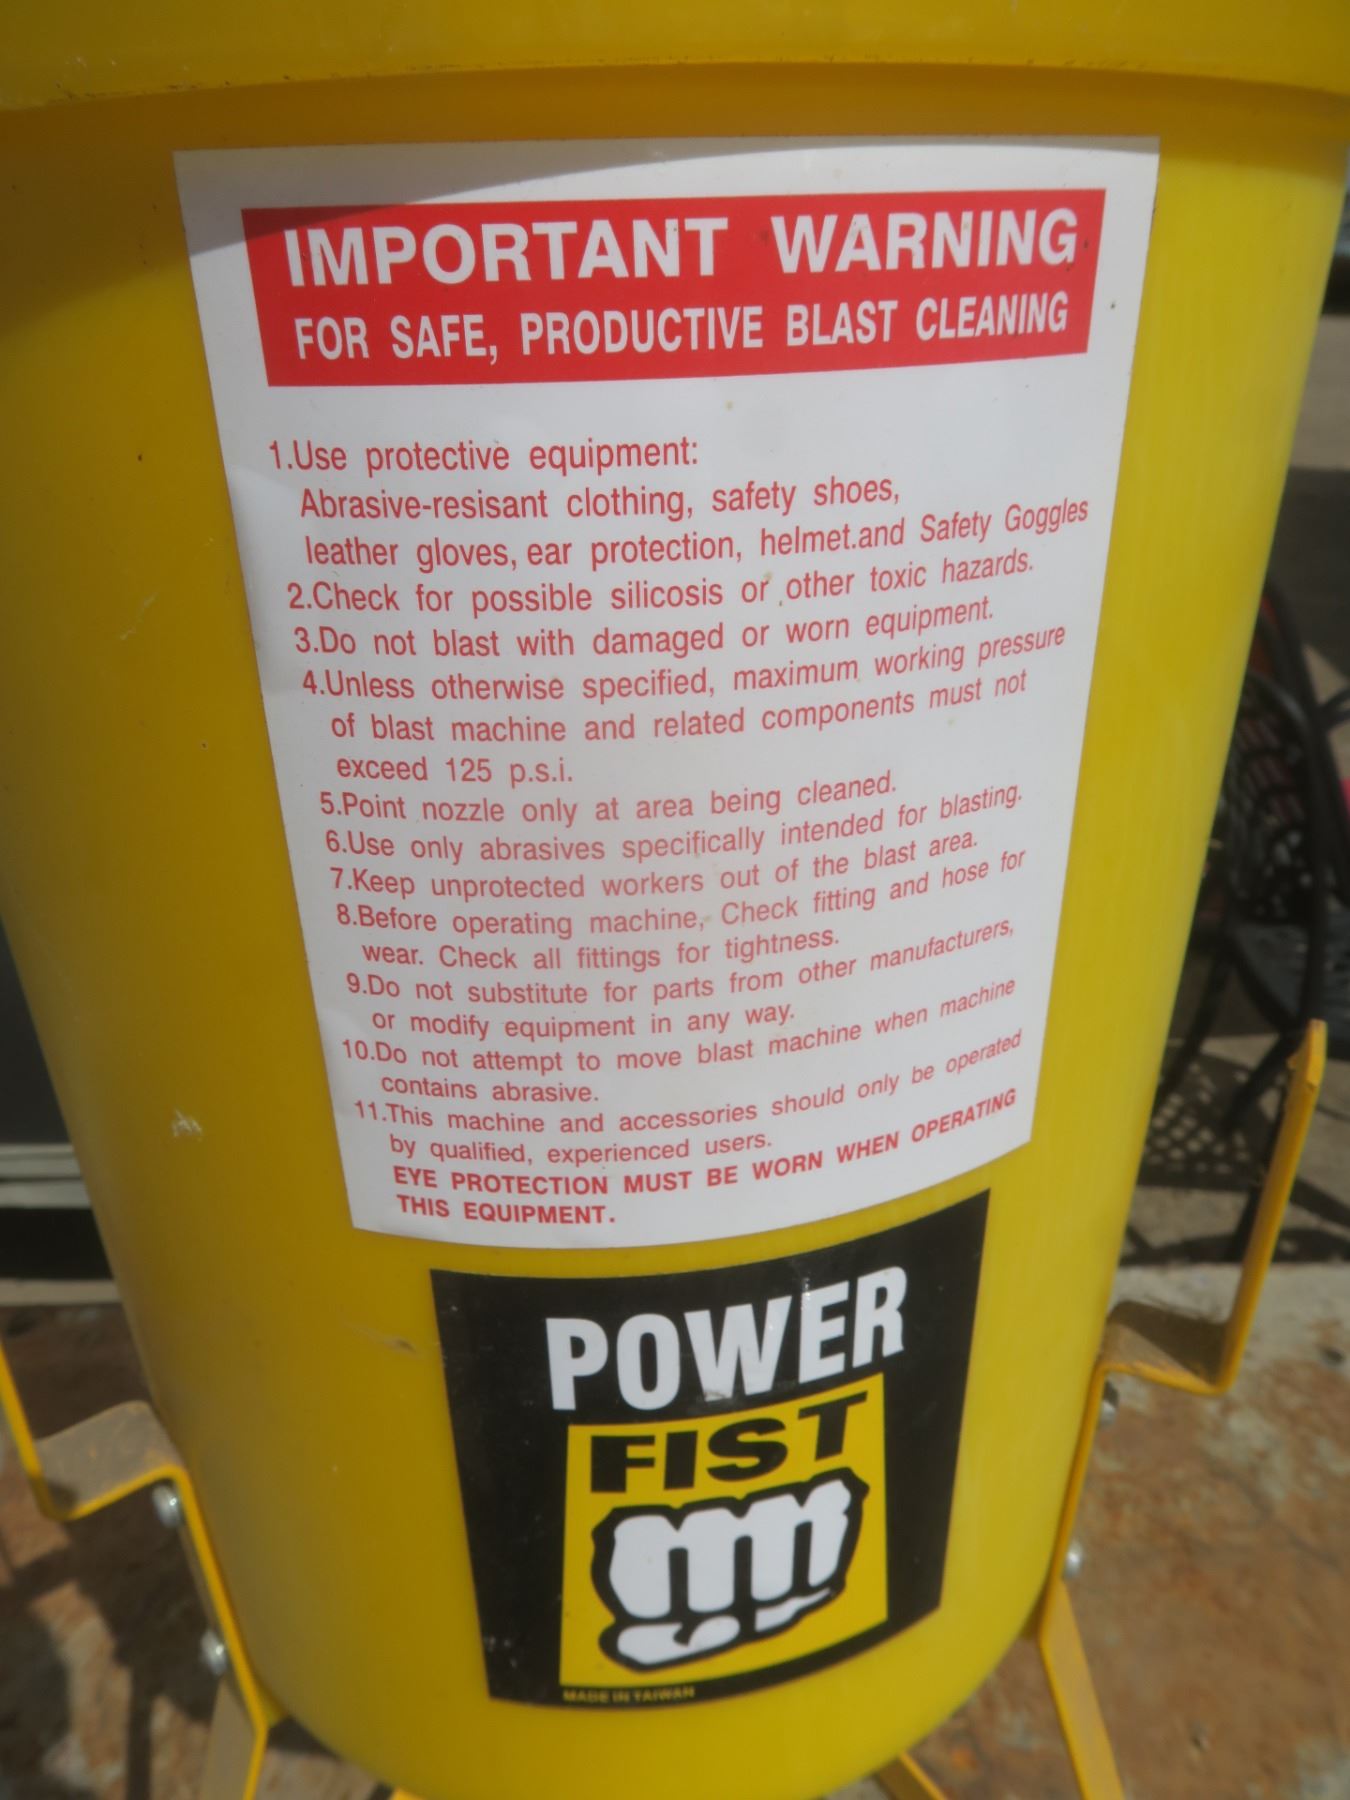 IMPORTANT WARNING
FOR SAFE, PRODUCTIVE BLAST CLEANING
1.Use protective equipment:
Abrasive-resisant clothing, safety shoes,
leather gloves, ear protection, helmet.and Safety Goggles
2.Check for possible silicosis or other toxic hazards.
3.Do not blast with damaged or worn equipment.
4.Unless otherwise specified, maximum working pressure
of blast machine and related components must not
exceed 125 p.s.i.
5.Point nozzle only at area being cleaned.
6.Use only abrasives specifically intended for blasting.
7.Keep unprotected workers out of the blast area.
8.Before operating machine, Check fitting and hose for
wear. Check all fittings for tightness.
9.Do not substitute for parts from other manufacturers,
or modify equipment in any way.
10.Do not attempt to move blast machine when machine
contains abrasive.
11.This machine and accessories should only be operated
by qualified, experienced users.
EYE PROTECTION MUST BE WORN WHEN OPERATING
THIS EQUIPMENT.
POWER
FIST
MADE IN TAIWAN